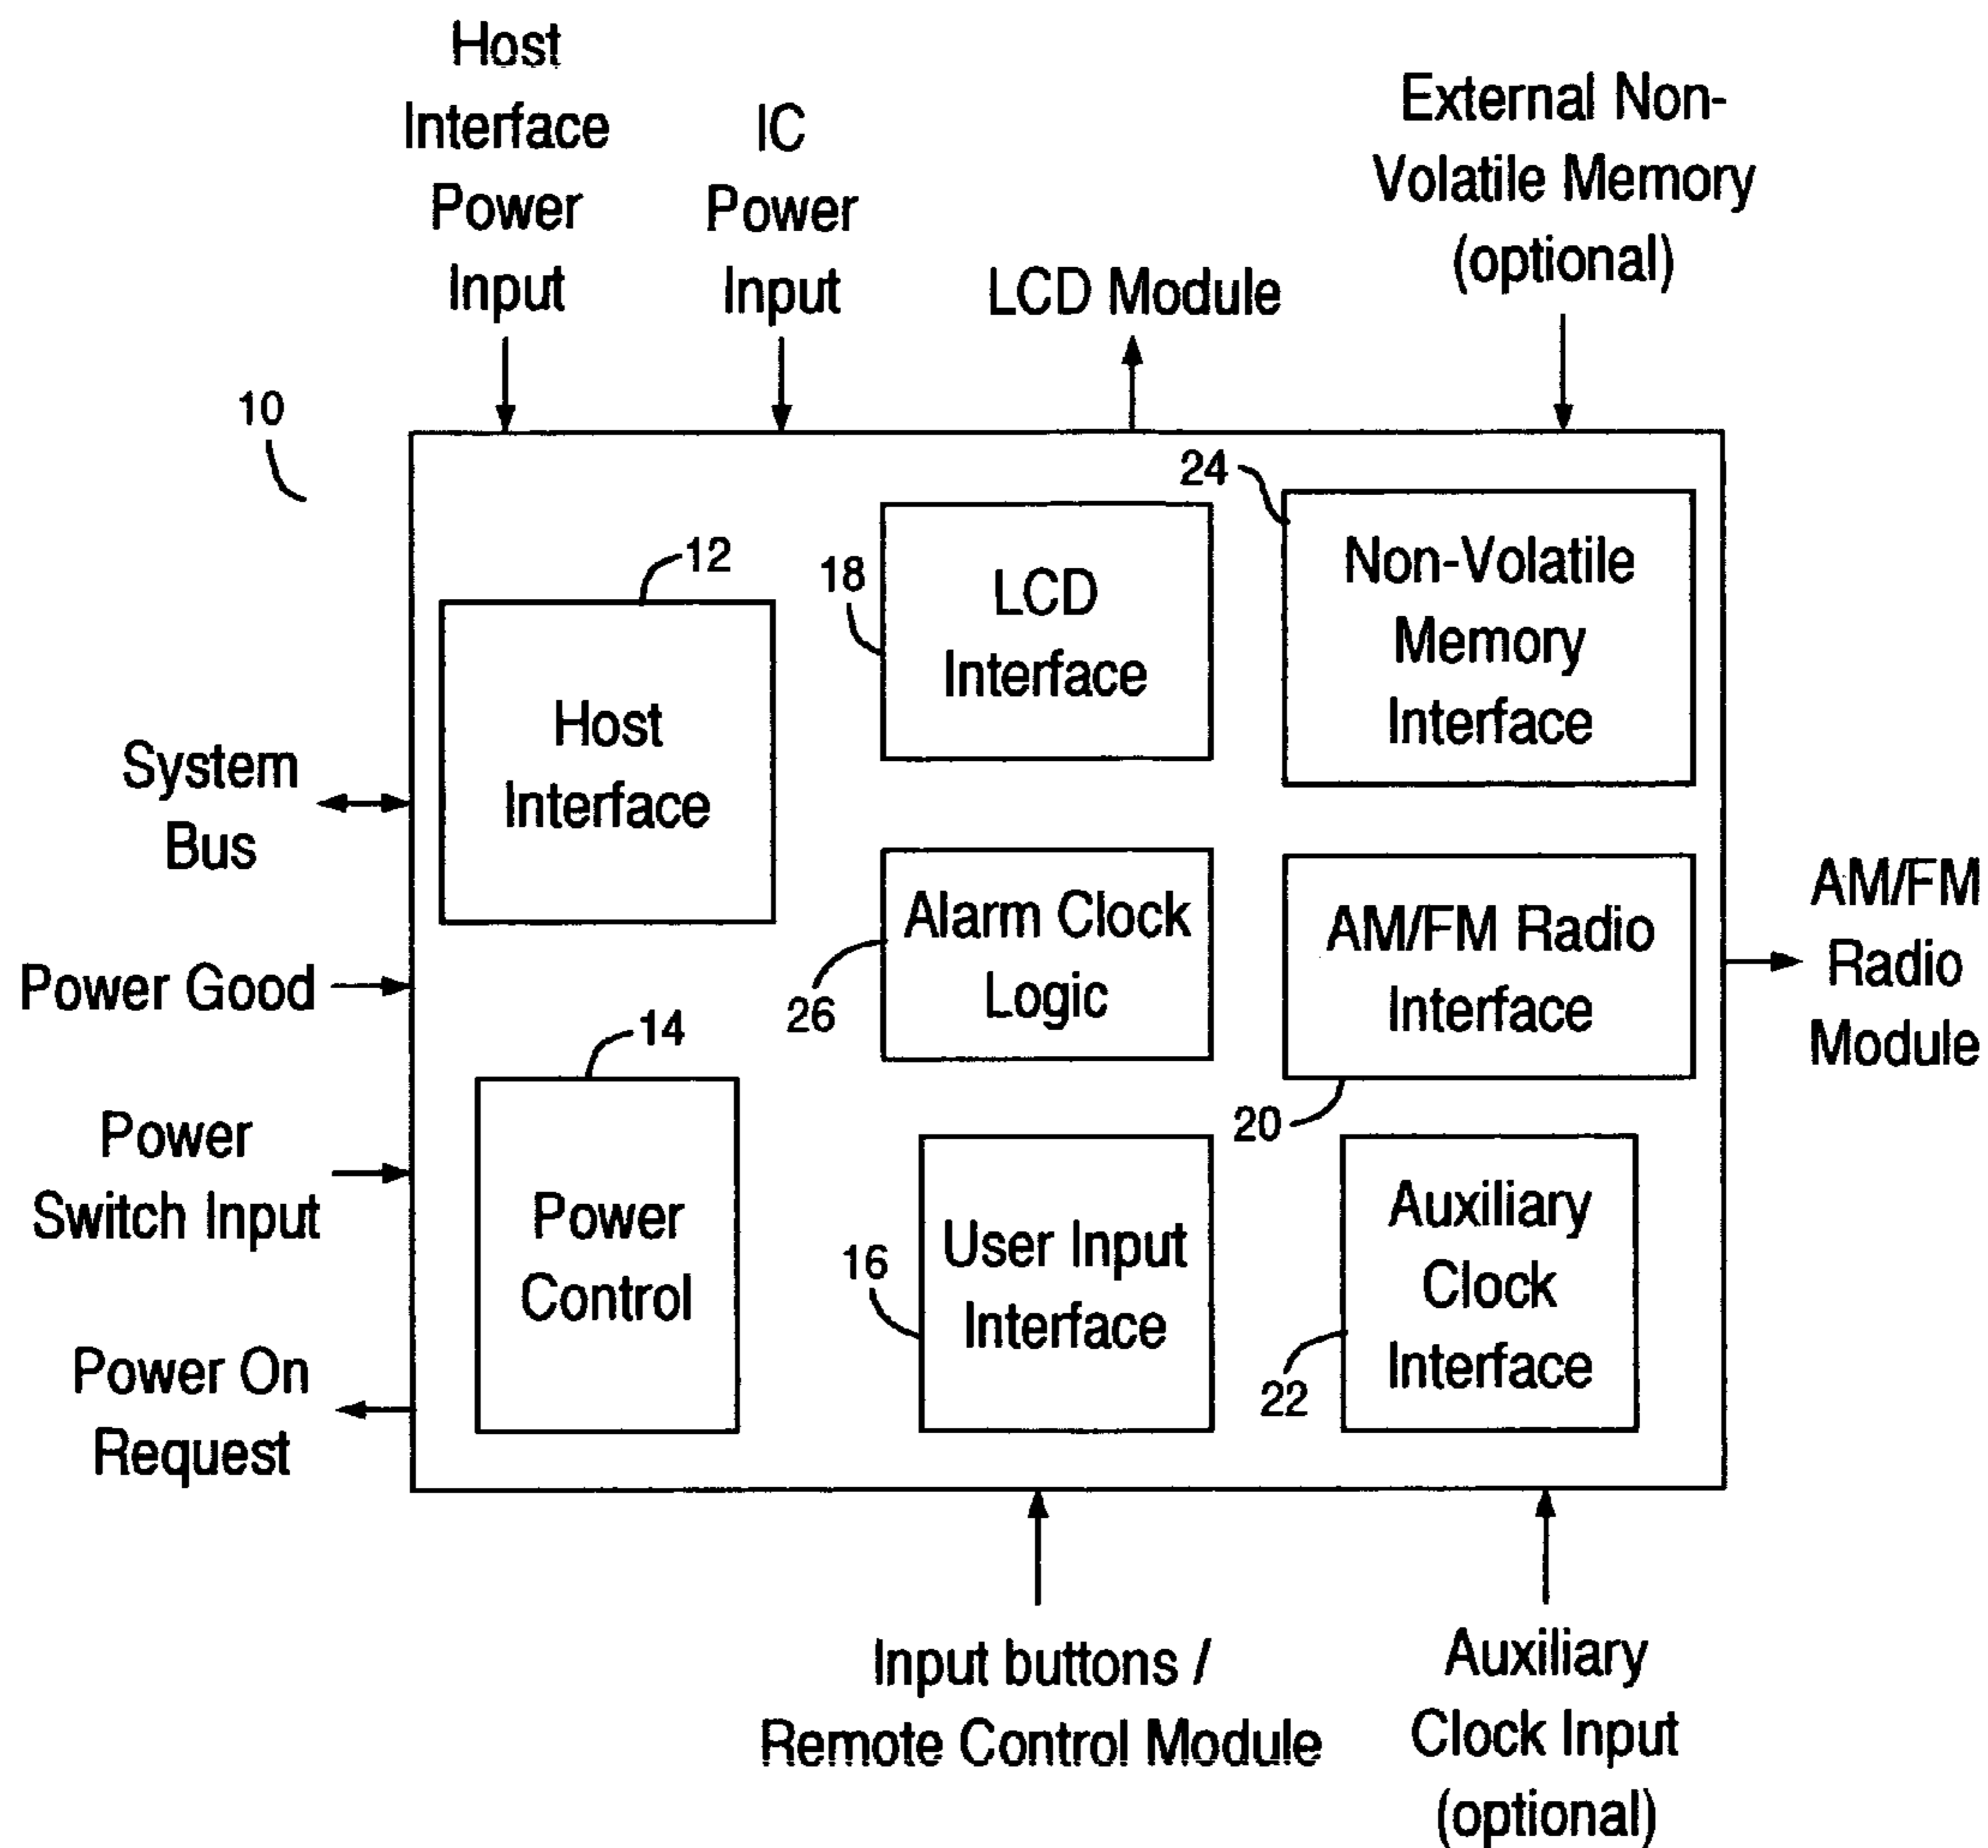 Host
Interface
Power
Input
IC
Power
Input
LCD Module
External Non-
Volatile Memory
(optional)
10
12
Host
Interface
18
LCD
Interface
24
Non-Volatile
Memory
Interface
System
Bus
Power Good
Power
Switch Input
Power On
Request
26
Alarm Clock
Logic
AM/FM Radio
Interface
20
AM/FM
Radio
Module
14
Power
Control
16
User Input
Interface
22
Auxiliary
Clock
Interface
Input buttons /
Remote Control Module
Auxiliary
Clock Input
(optional)